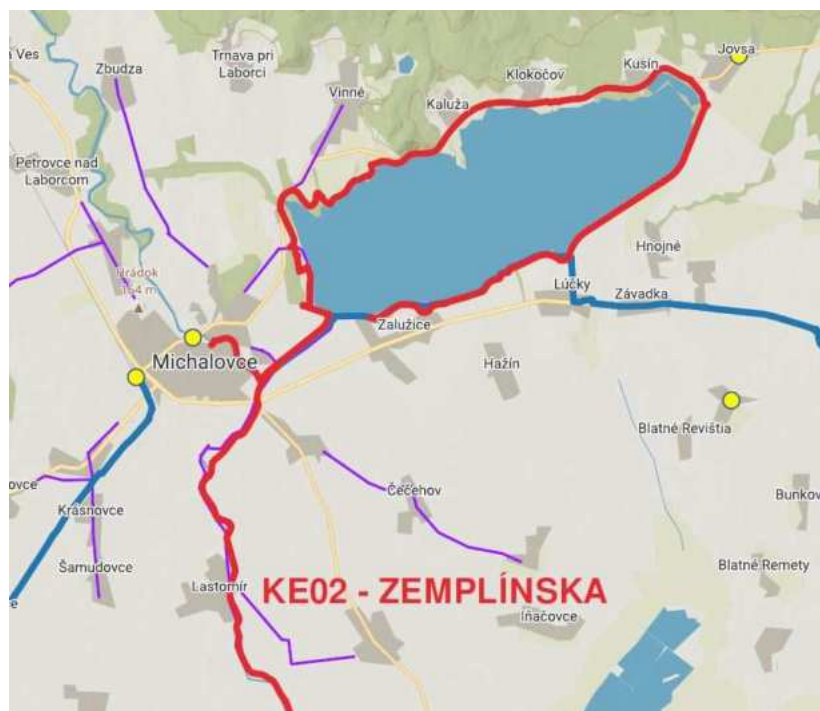 Jovsa
a Ves
Trnava pri
Laborci
Kusín
Zbudza
Klokočov
Vinné
Kaluža
Petrovce nad
Laborcom
Hnojné
Hrádok
164 m
Lúčky
Závadka
Zalužice
Michalovce
Hažín
Blatné Revištia
ovce
Čečehov
Bunkov
Krásnovce
Šamudovce
Blatné Remety
Lastomír
KE02 - ZEMPLÍNSKA
e
Iňačovce